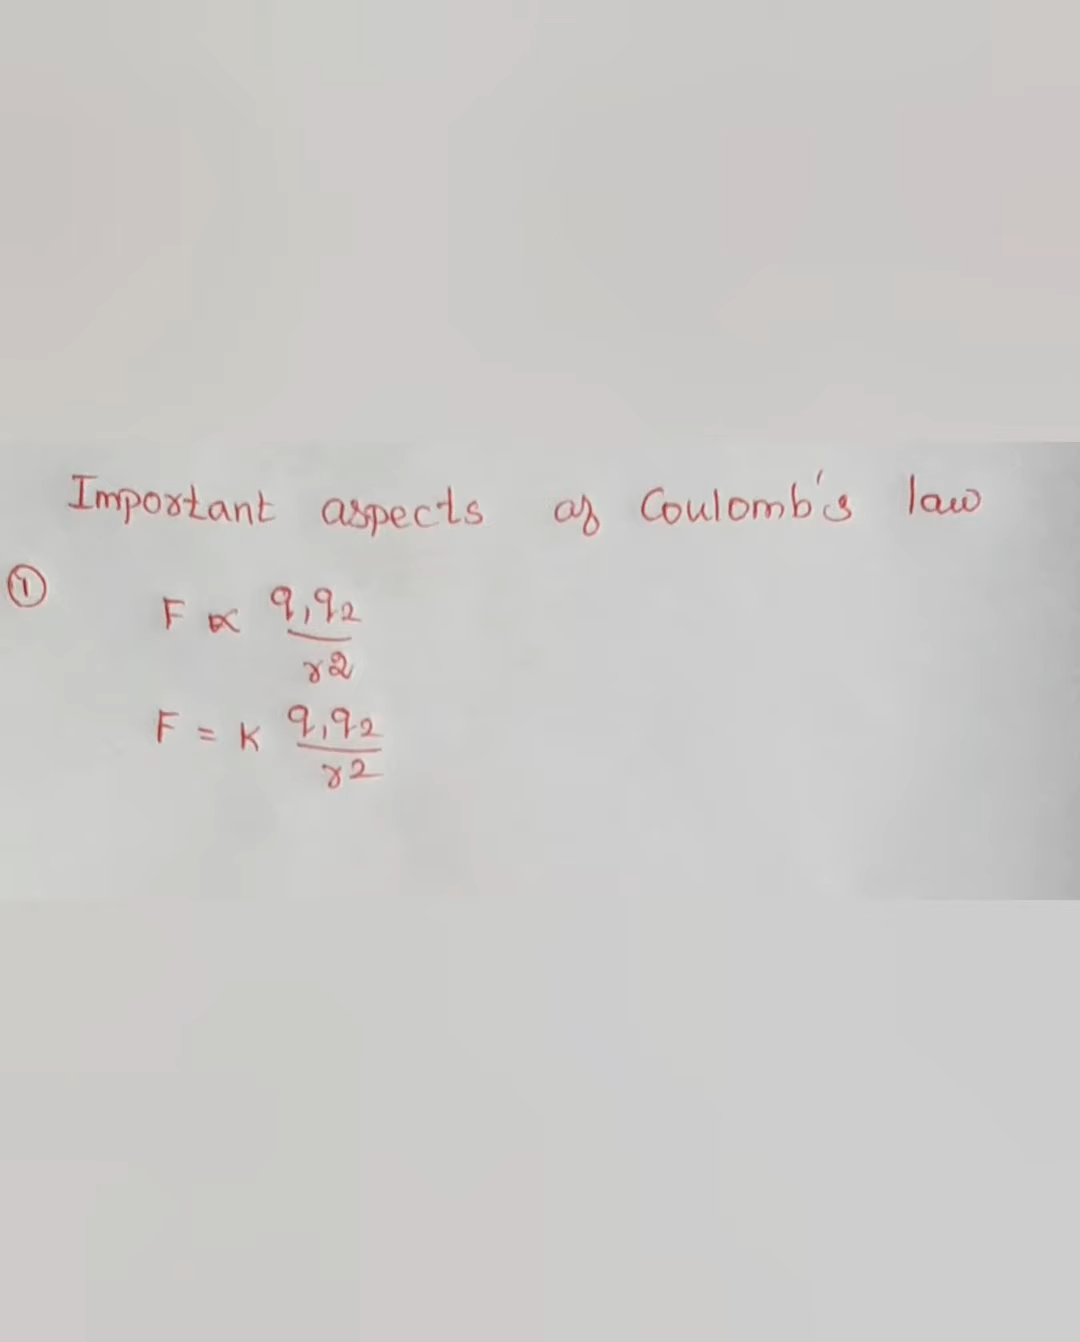 Important aspects of Coulomb's law
① F ∝ q₁q₂
r2
F = K q₁q₂
r2